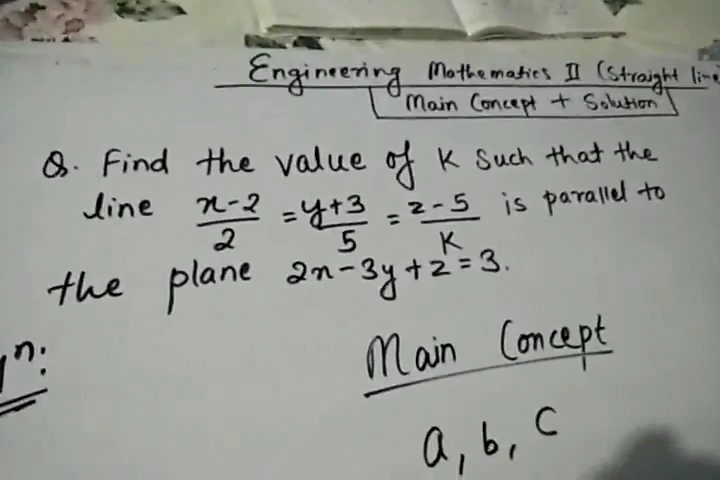 Engineering Mathematics II (Straight line
Main Concept + Solution
Q. Find the value of K such that the
line x-2/2 = y+3/5 = z-5/K is parallel to
the plane 2x-3y+z=3.
Main Concept
a, b, c